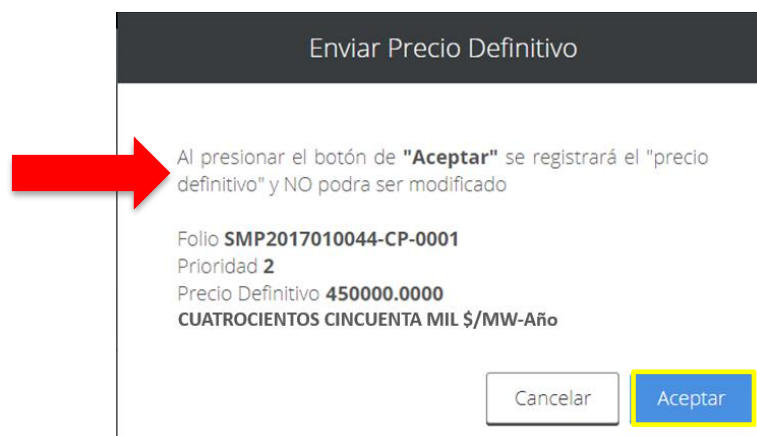 Enviar Precio Definitivo
Al presionar el botón de "Aceptar" se registrará el "precio
definitivo" y NO podra ser modificado
Folio SMP2017010044-CP-0001
Prioridad 2
Precio Definitivo 450000.0000
CUATROCIENTOS CINCUENTA MIL $/MW-Año
Cancelar Aceptar